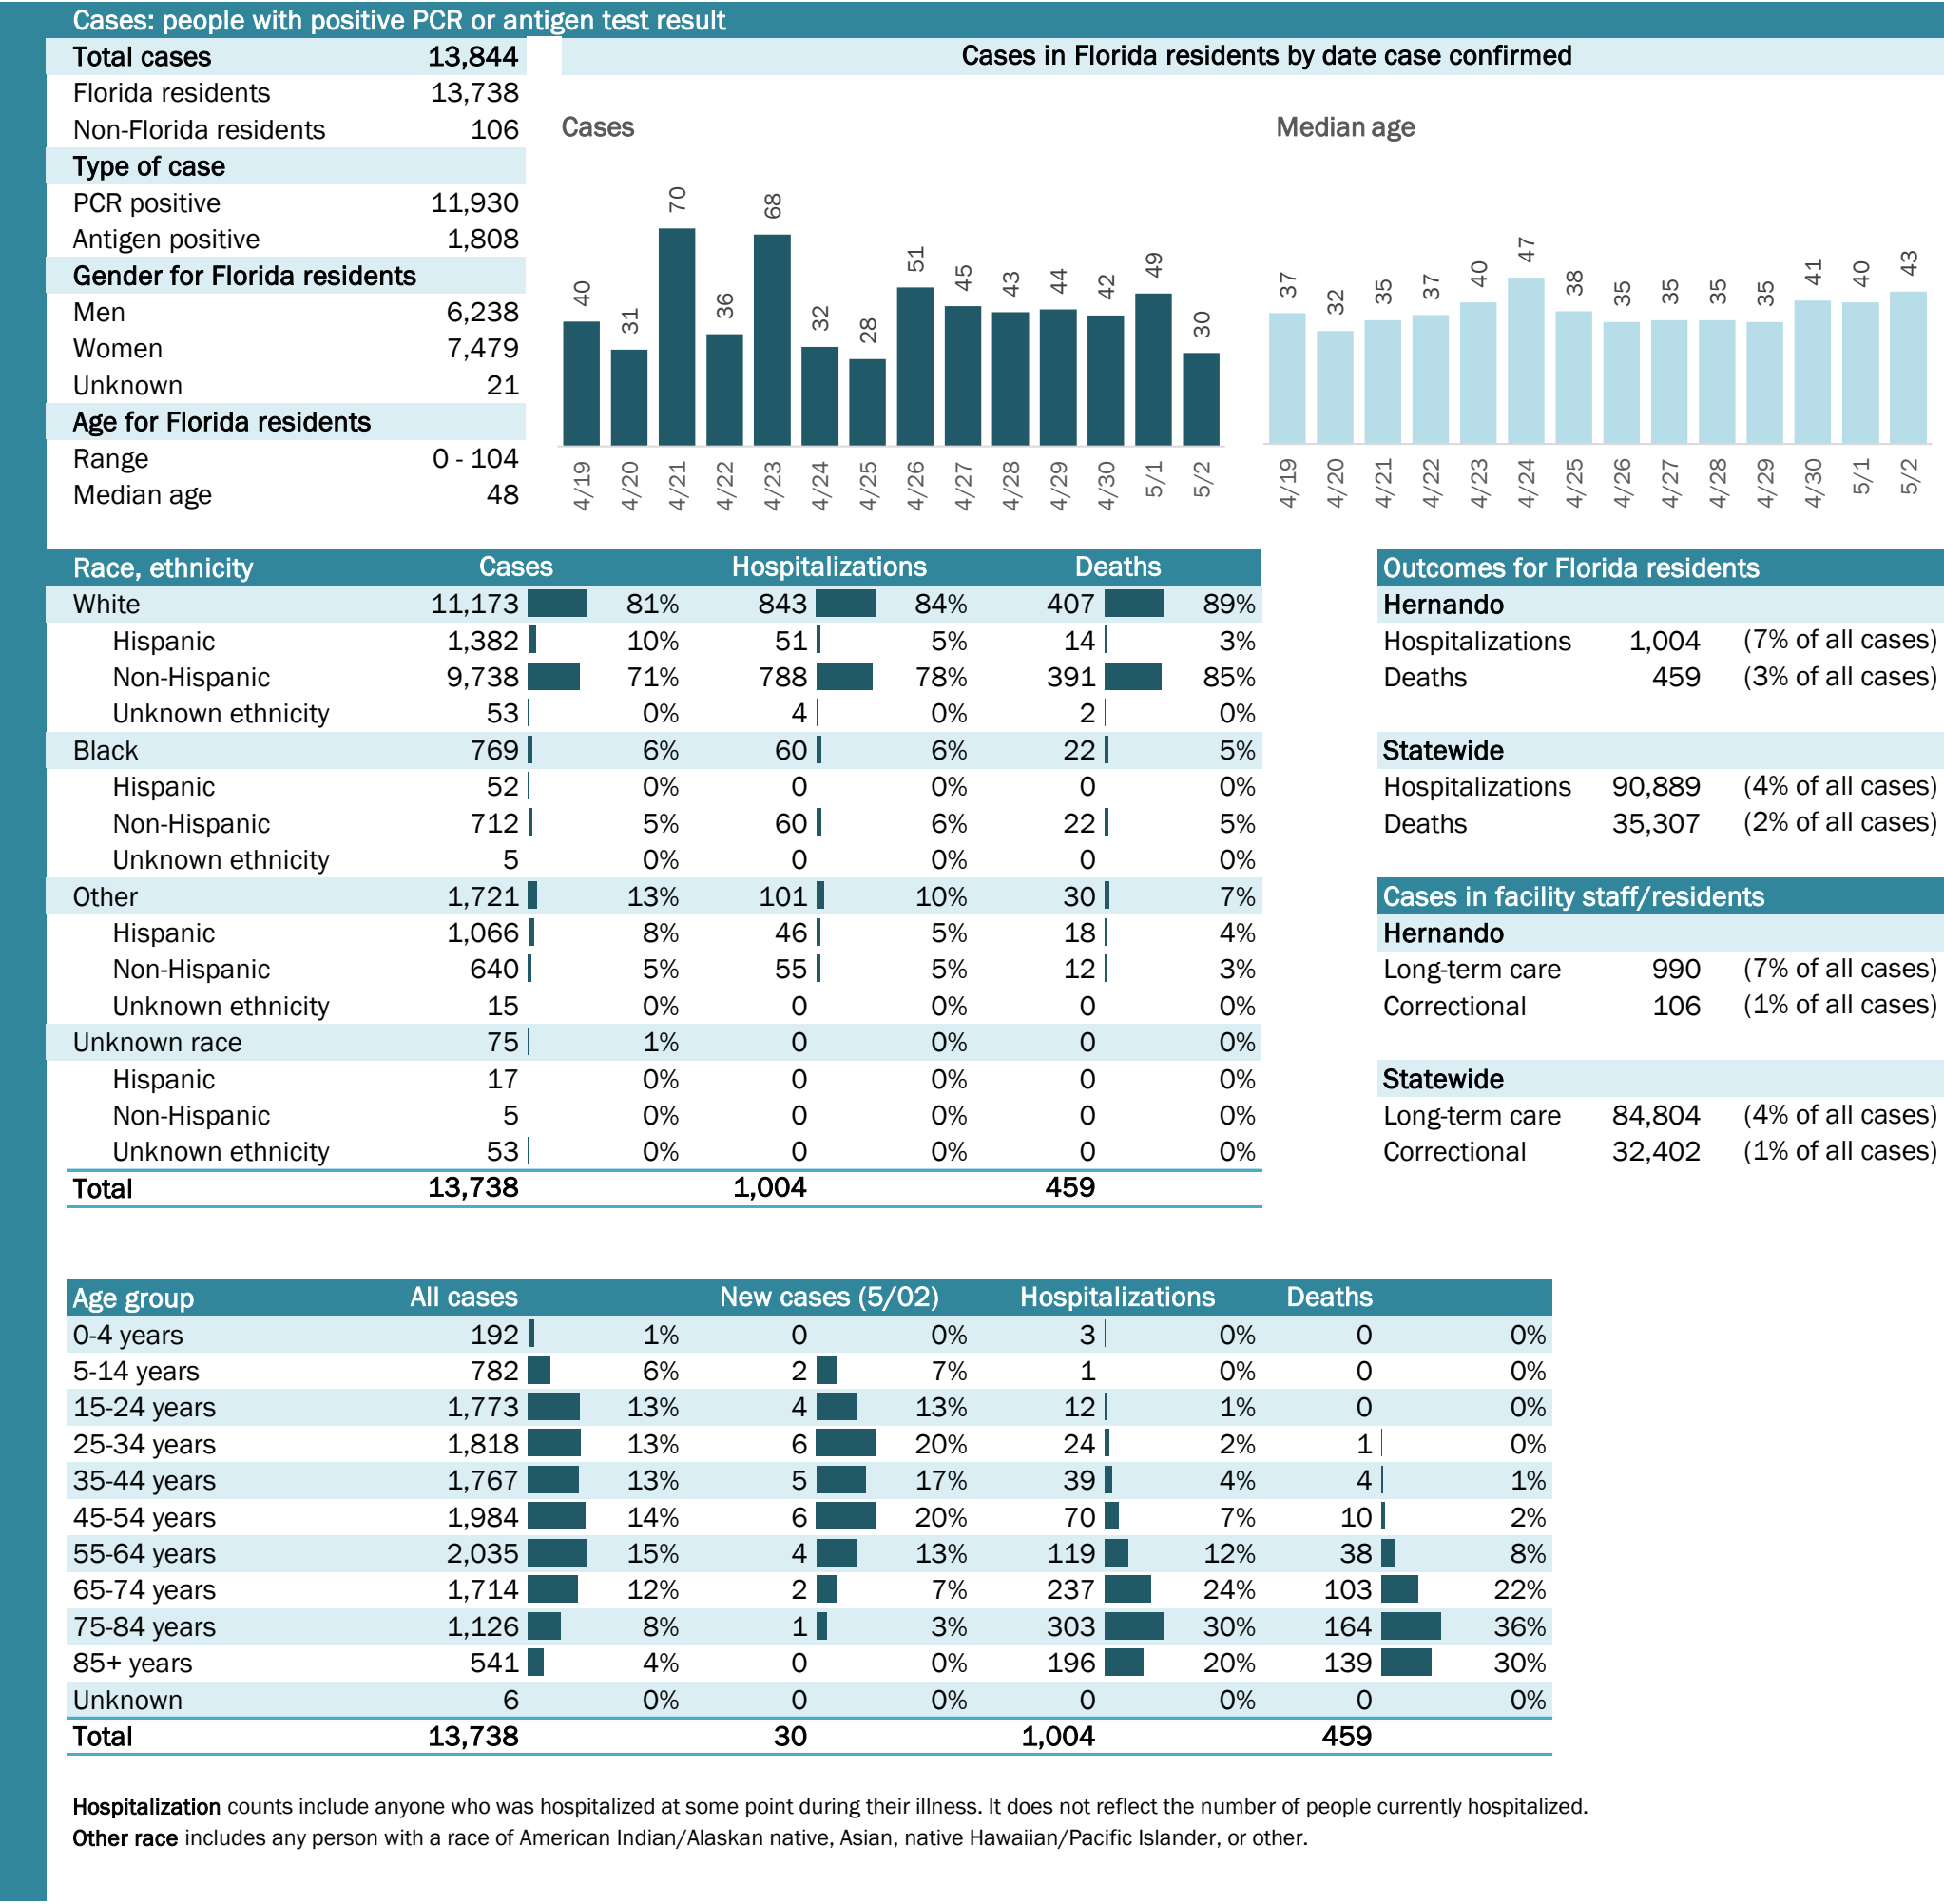 Cases: people with positive PCR or antigen test result
Total cases 13,844
Florida residents 13,738
Non-Florida residents 106
Type of case
PCR positive 11,930
Antigen positive 1,808
Gender for Florida residents
Men 6,238
Women 7,479
Unknown 21
Age for Florida residents
Range 0 - 104
Median age 48
Cases in Florida residents by date case confirmed
Cases
40 31 70 36 68 32 28 51 45 43 44 42 49 30
4/19 4/20 4/21 4/22 4/23 4/24 4/25 4/26 4/27 4/28 4/29 4/30 5/1 5/2
Median age
37 32 35 37 40 47 38 35 35 35 35 41 40 43
4/19 4/20 4/21 4/22 4/23 4/24 4/25 4/26 4/27 4/28 4/29 4/30 5/1 5/2
Race, ethnicity Cases Hospitalizations Deaths
White 11,173 81% 843 84% 407 89%
Hispanic 1,382 10% 51 5% 14 3%
Non-Hispanic 9,738 71% 788 78% 391 85%
Unknown ethnicity 53 0% 4 0% 2 0%
Black 769 6% 60 6% 22 5%
Hispanic 52 0% 0 0% 0 0%
Non-Hispanic 712 5% 60 6% 22 5%
Unknown ethnicity 5 0% 0 0% 0 0%
Other 1,721 13% 101 10% 30 7%
Hispanic 1,066 8% 46 5% 18 4%
Non-Hispanic 640 5% 55 5% 12 3%
Unknown ethnicity 15 0% 0 0% 0 0%
Unknown race 75 1% 0 0% 0 0%
Hispanic 17 0% 0 0% 0 0%
Non-Hispanic 5 0% 0 0% 0 0%
Unknown ethnicity 53 0% 0 0% 0 0%
Total 13,738 1,004 459
Outcomes for Florida residents
Hernando
Hospitalizations 1,004 (7% of all cases)
Deaths 459 (3% of all cases)
Statewide
Hospitalizations 90,889 (4% of all cases)
Deaths 35,307 (2% of all cases)
Cases in facility staff/residents
Hernando
Long-term care 990 (7% of all cases)
Correctional 106 (1% of all cases)
Statewide
Long-term care 84,804 (4% of all cases)
Correctional 32,402 (1% of all cases)
Age group All cases New cases (5/02) Hospitalizations Deaths
0-4 years 192 1% 0 0% 3 0% 0 0%
5-14 years 782 6% 2 7% 1 0% 0 0%
15-24 years 1,773 13% 4 13% 12 1% 0 0%
25-34 years 1,818 13% 6 20% 24 2% 1 0%
35-44 years 1,767 13% 5 17% 39 4% 4 1%
45-54 years 1,984 14% 6 20% 70 7% 10 2%
55-64 years 2,035 15% 4 13% 119 12% 38 8%
65-74 years 1,714 12% 2 7% 237 24% 103 22%
75-84 years 1,126 8% 1 3% 303 30% 164 36%
85+ years 541 4% 0 0% 196 20% 139 30%
Unknown 6 0% 0 0% 0 0% 0 0%
Total 13,738 30 1,004 459
Hospitalization counts include anyone who was hospitalized at some point during their illness. It does not reflect the number of people currently hospitalized.
Other race includes any person with a race of American Indian/Alaskan native, Asian, native Hawaiian/Pacific Islander, or other.